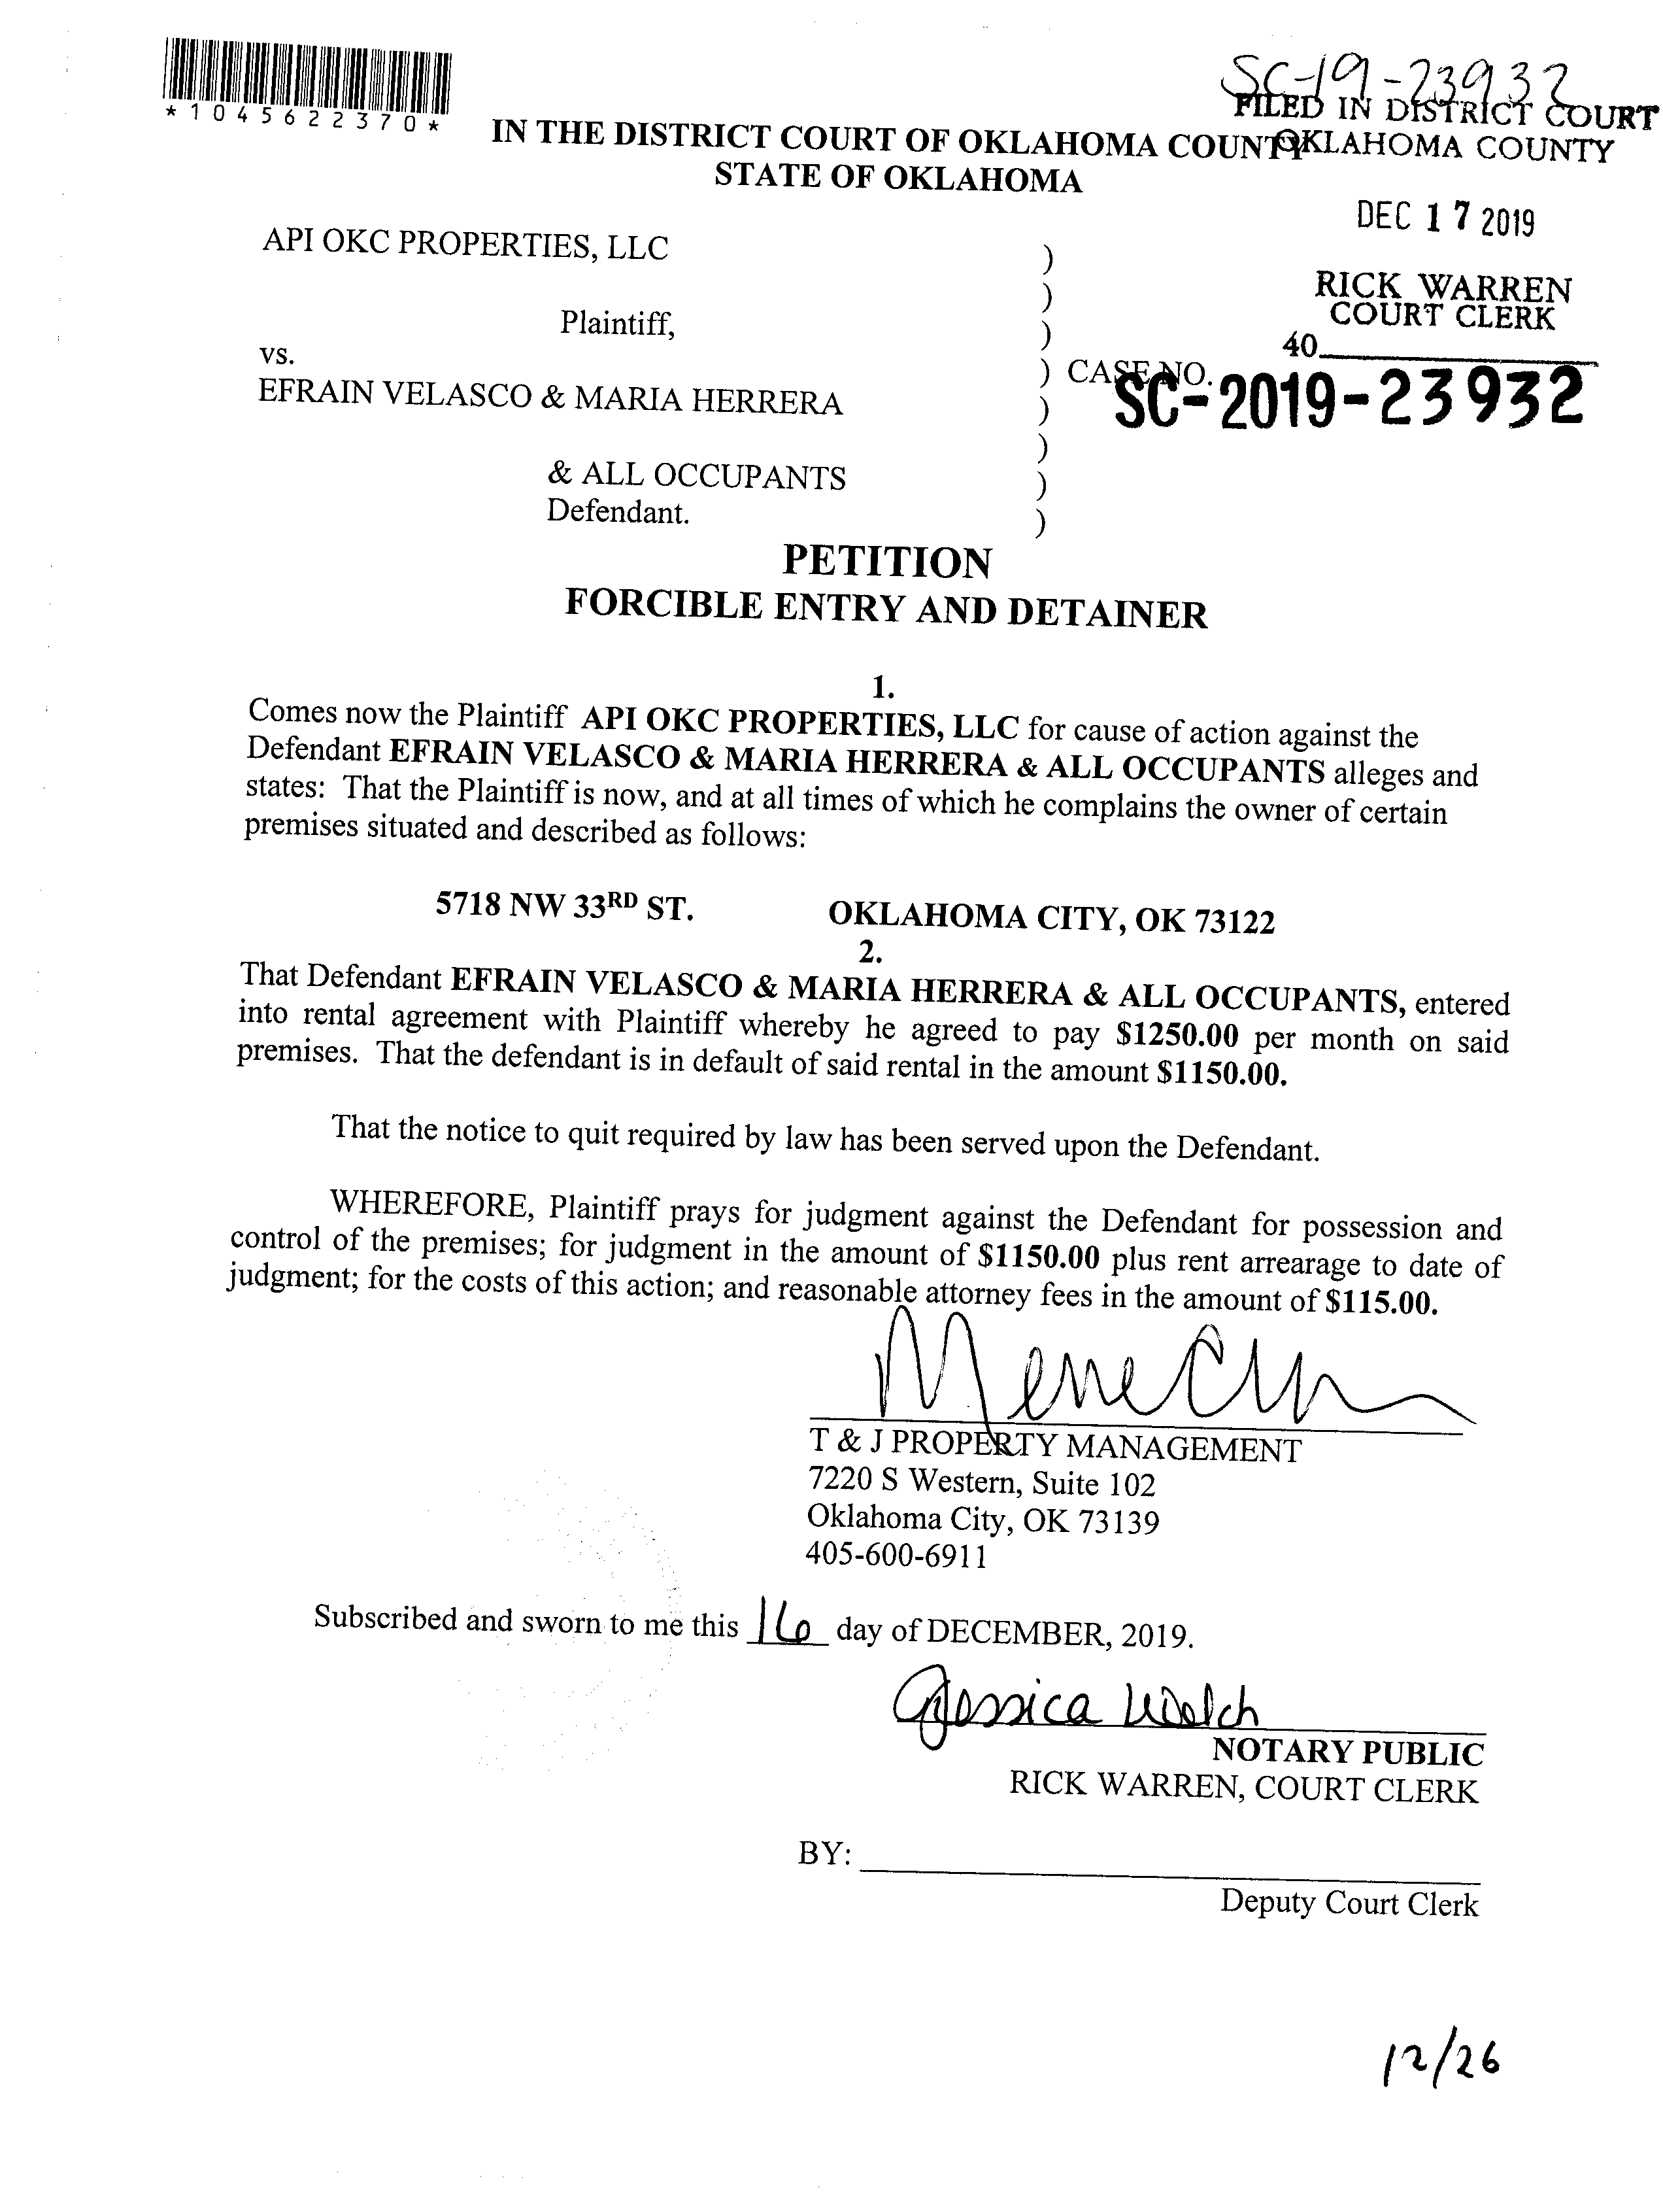 *1045622370*
SC-19-23932
FILED IN DISTRICT COURT
OKLAHOMA COUNTY
IN THE DISTRICT COURT OF OKLAHOMA COUNTY
STATE OF OKLAHOMA
DEC 17 2019
RICK WARREN
COURT CLERK
40
API OKC PROPERTIES, LLC )
)
Plaintiff, )
vs. ) CASE NO. SC-2019-23932
EFRAIN VELASCO & MARIA HERRERA )
)
& ALL OCCUPANTS )
Defendant. )
PETITION
FORCIBLE ENTRY AND DETAINER
1.
Comes now the Plaintiff API OKC PROPERTIES, LLC for cause of action against the
Defendant EFRAIN VELASCO & MARIA HERRERA & ALL OCCUPANTS alleges and
states: That the Plaintiff is now, and at all times of which he complains the owner of certain
premises situated and described as follows:
5718 NW 33RD ST. OKLAHOMA CITY, OK 73122
2.
That Defendant EFRAIN VELASCO & MARIA HERRERA & ALL OCCUPANTS, entered
into rental agreement with Plaintiff whereby he agreed to pay $1250.00 per month on said
premises. That the defendant is in default of said rental in the amount $1150.00.
That the notice to quit required by law has been served upon the Defendant.
WHEREFORE, Plaintiff prays for judgment against the Defendant for possession and
control of the premises; for judgment in the amount of $1150.00 plus rent arrearage to date of
judgment; for the costs of this action; and reasonable attorney fees in the amount of $115.00.
T & J PROPERTY MANAGEMENT
7220 S Western, Suite 102
Oklahoma City, OK 73139
405-600-6911
Subscribed and sworn to me this 16 day of DECEMBER, 2019.
Jessica Welch
NOTARY PUBLIC
RICK WARREN, COURT CLERK
BY:
Deputy Court Clerk
12/26